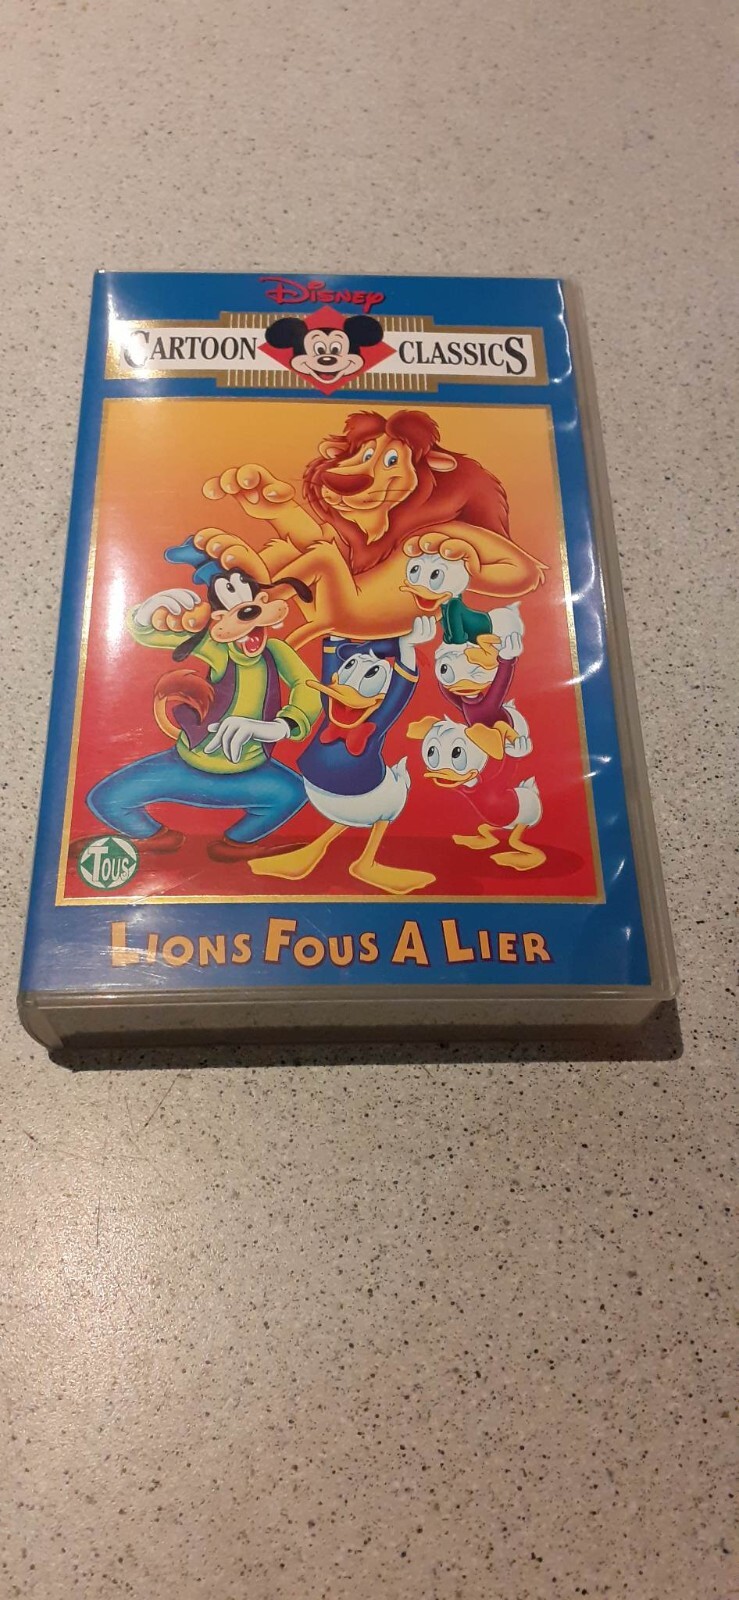 Disney
CARTOON CLASSICS
TOUS
LIONS FOUS A LIER